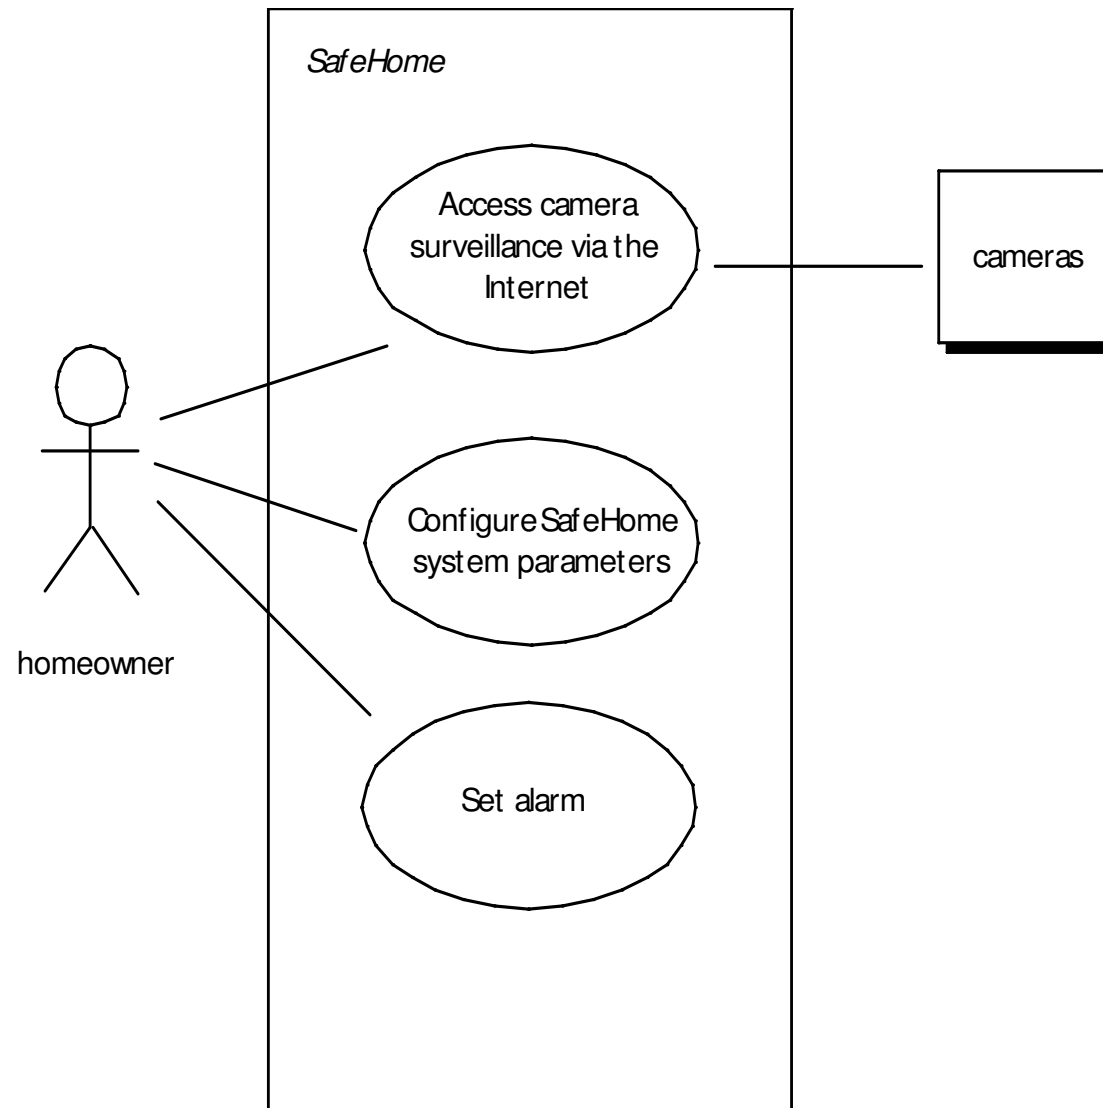 SafeHome
Access camera
surveillance via the
Internet
cameras
Configure SafeHome
system parameters
homeowner
Set alarm